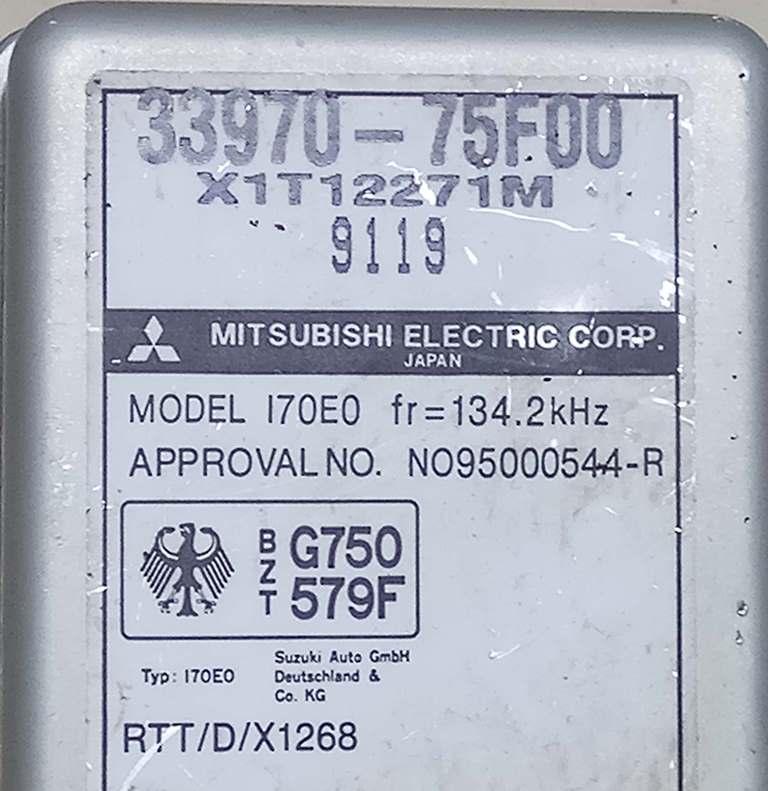 33970-75F00
X1T12271M
9119
MITSUBISHI ELECTRIC CORP.
JAPAN
MODEL I70E0 fr=134.2kHz
APPROVAL NO. NO95000544-R
BZT
G750
579F
Typ: I70E0
Suzuki Auto GmbH
Deutschland &
Co. KG
RTT/D/X1268